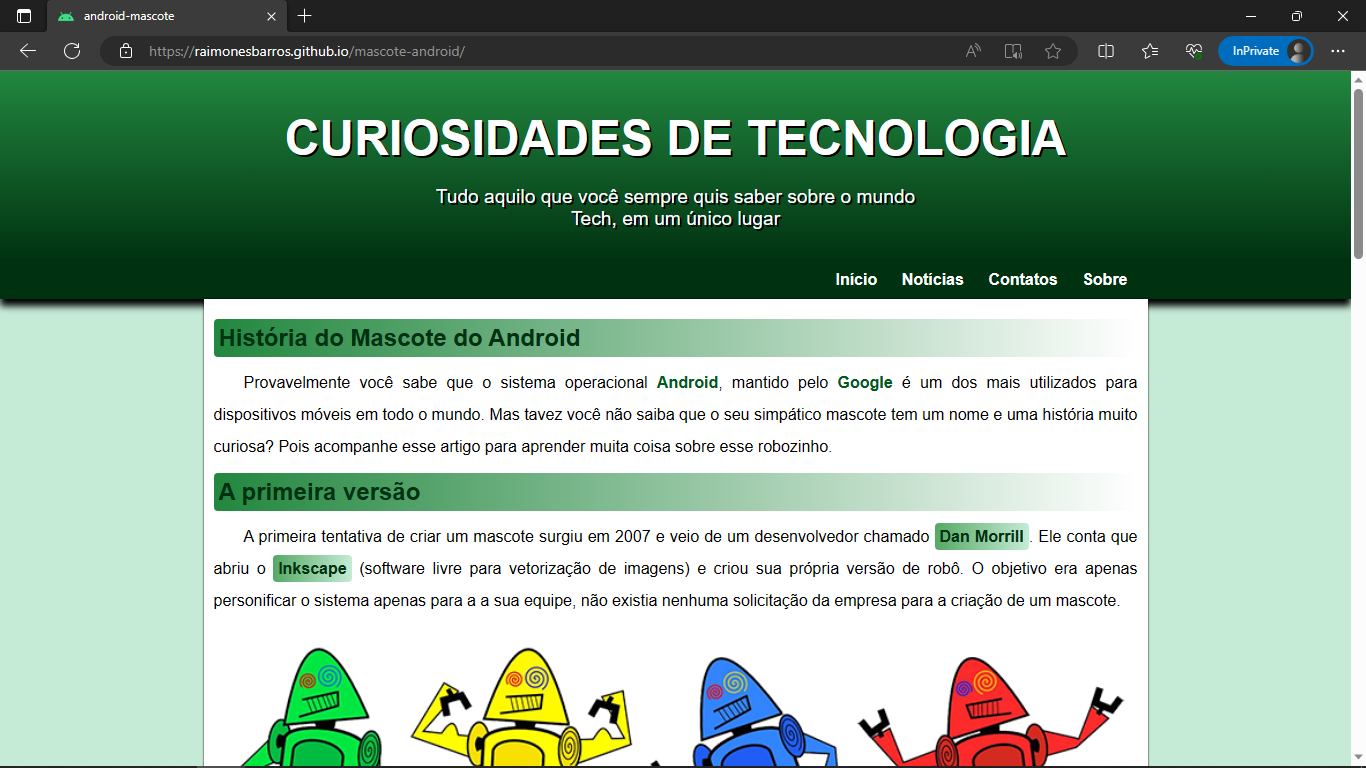 android-mascote
https://raimonesbarros.github.io/mascote-android/
InPrivate
CURIOSIDADES DE TECNOLOGIA
Tudo aquilo que você sempre quis saber sobre o mundo
Tech, em um único lugar
Início Notícias Contatos Sobre
História do Mascote do Android
Provavelmente você sabe que o sistema operacional Android, mantido pelo Google é um dos mais utilizados para
dispositivos móveis em todo o mundo. Mas tavez você não saiba que o seu simpático mascote tem um nome e uma história muito
curiosa? Pois acompanhe esse artigo para aprender muita coisa sobre esse robozinho.
A primeira versão
A primeira tentativa de criar um mascote surgiu em 2007 e veio de um desenvolvedor chamado Dan Morrill. Ele conta que
abriu o Inkscape (software livre para vetorização de imagens) e criou sua própria versão de robô. O objetivo era apenas
personificar o sistema apenas para a a sua equipe, não existia nenhuma solicitação da empresa para a criação de um mascote.